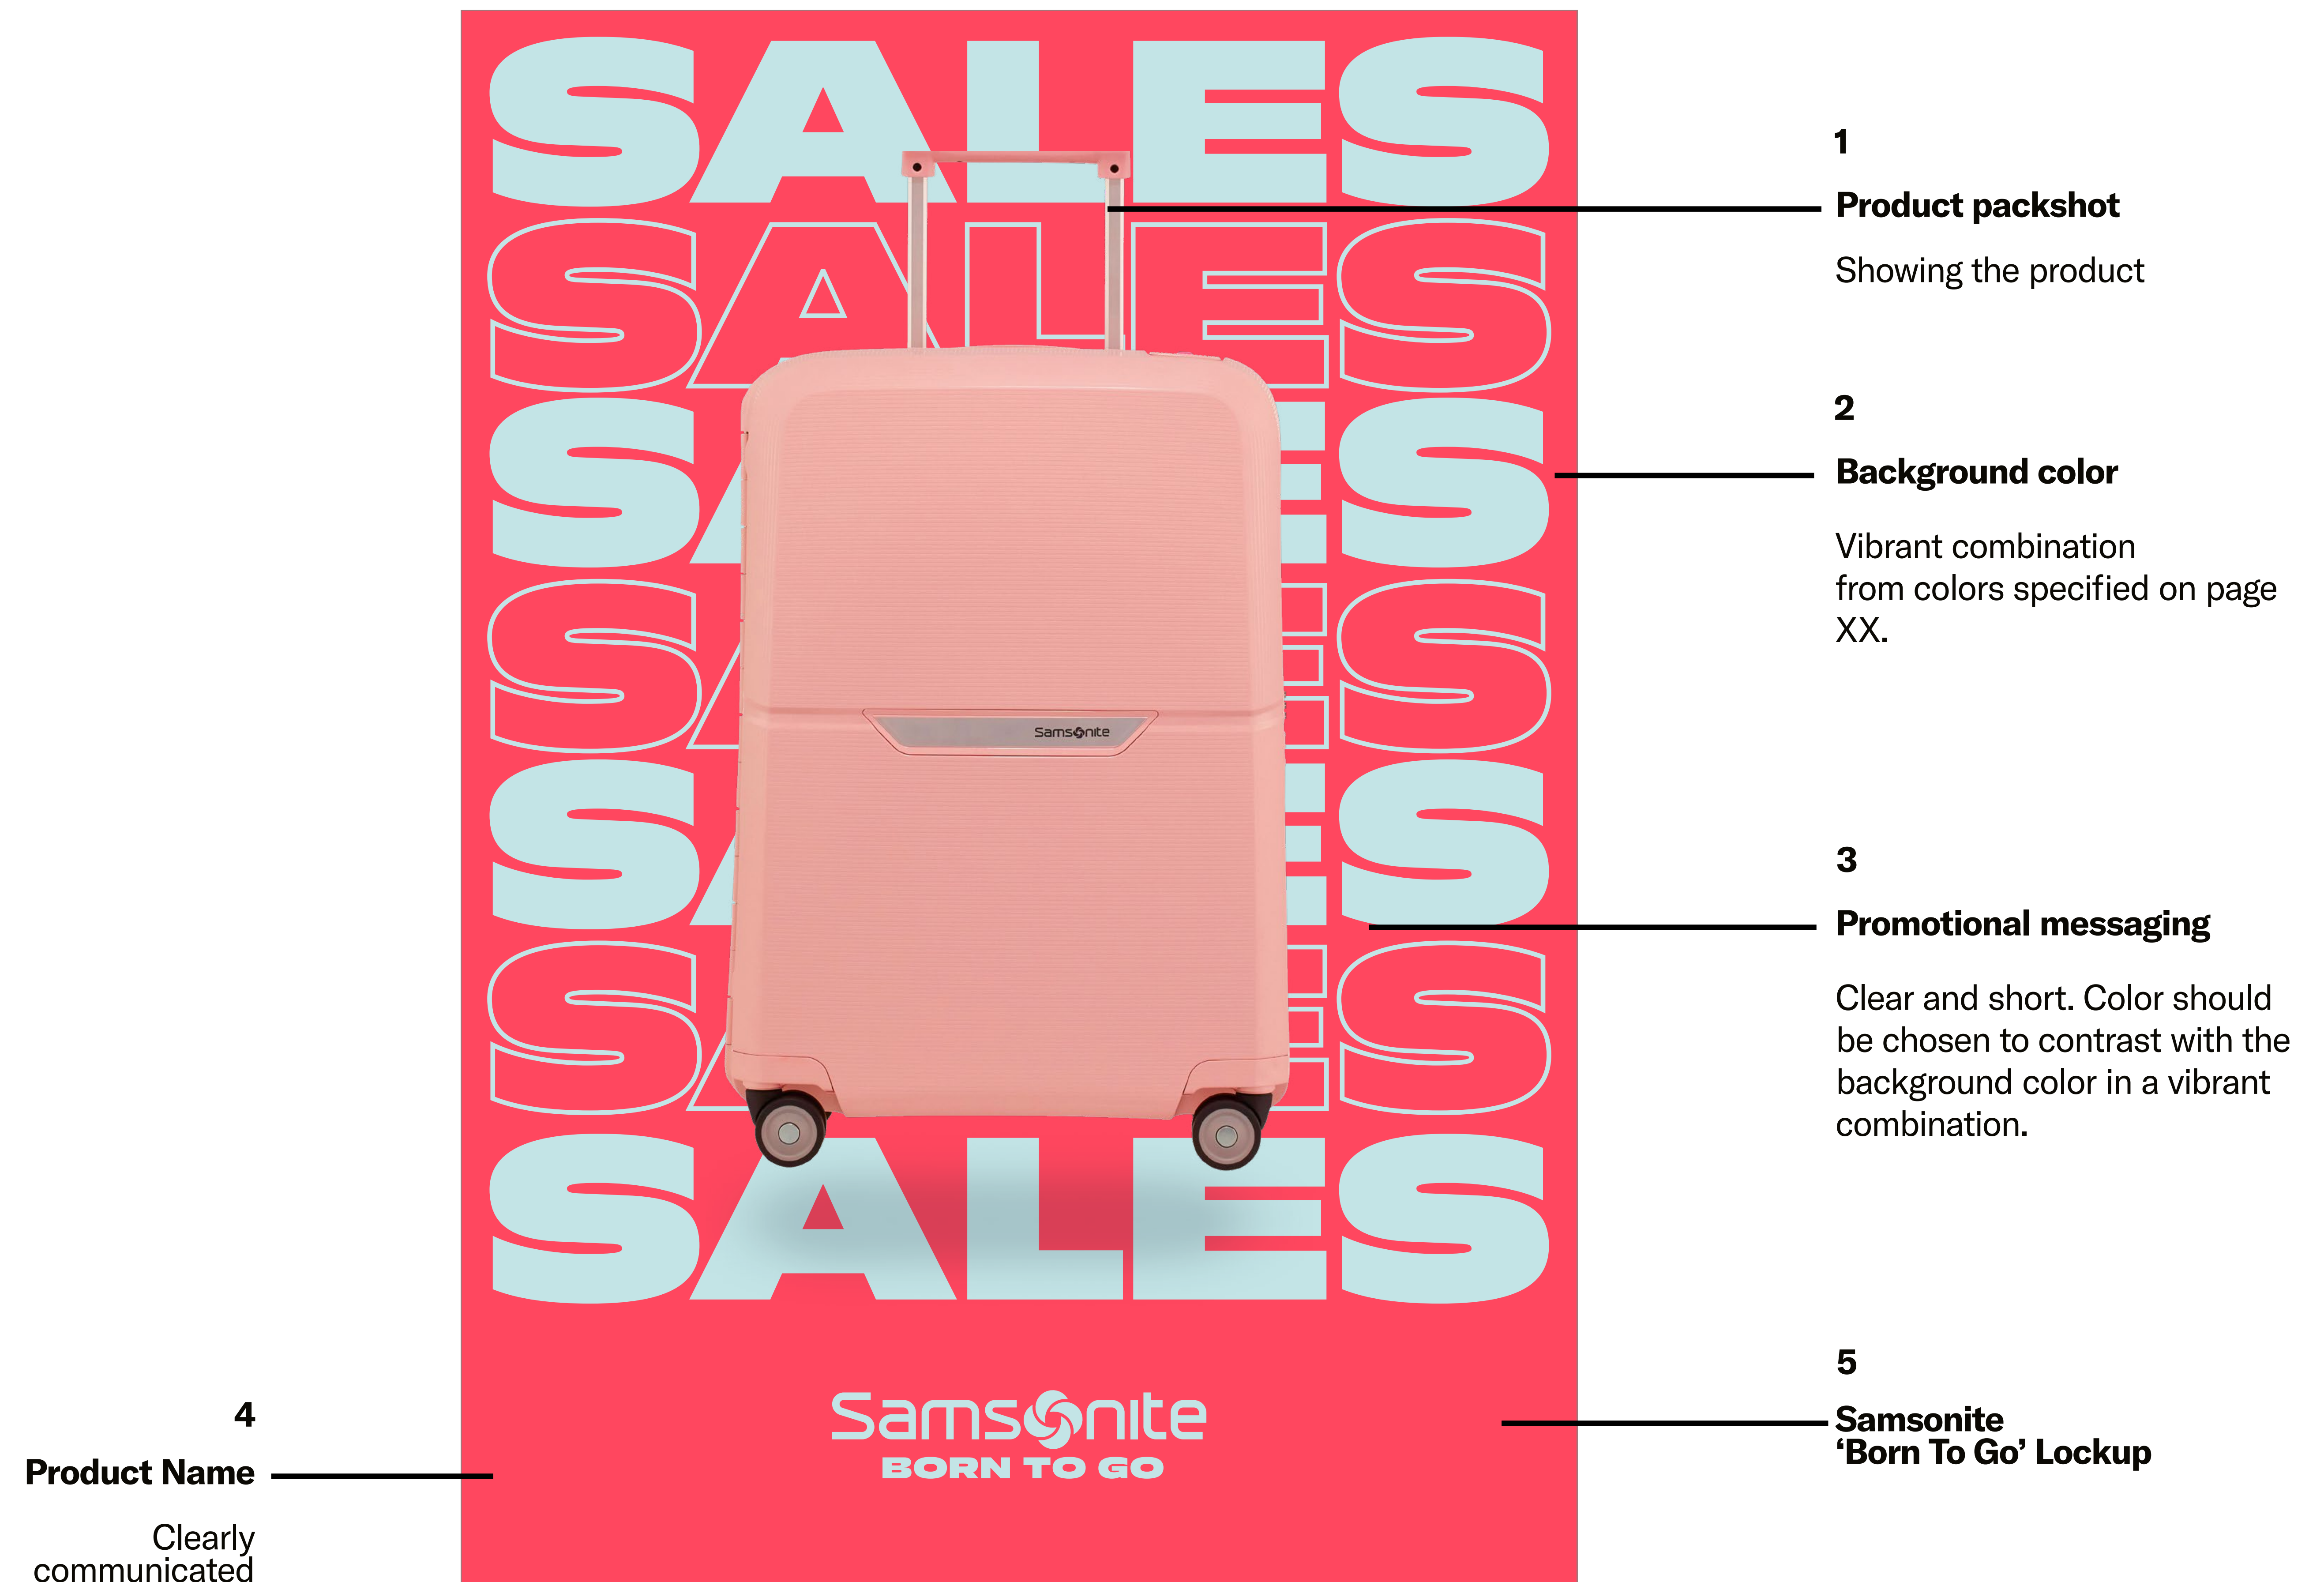 SALES
SALES
SALES
SALES
SALES
SALES
SALES
Samsonite
Samsonite
BORN TO GO
1
Product packshot
Showing the product
2
Background color
Vibrant combination
from colors specified on page
XX.
3
Promotional messaging
Clear and short. Color should
be chosen to contrast with the
background color in a vibrant
combination.
4
Product Name
Clearly
communicated
5
Samsonite
‘Born To Go’ Lockup